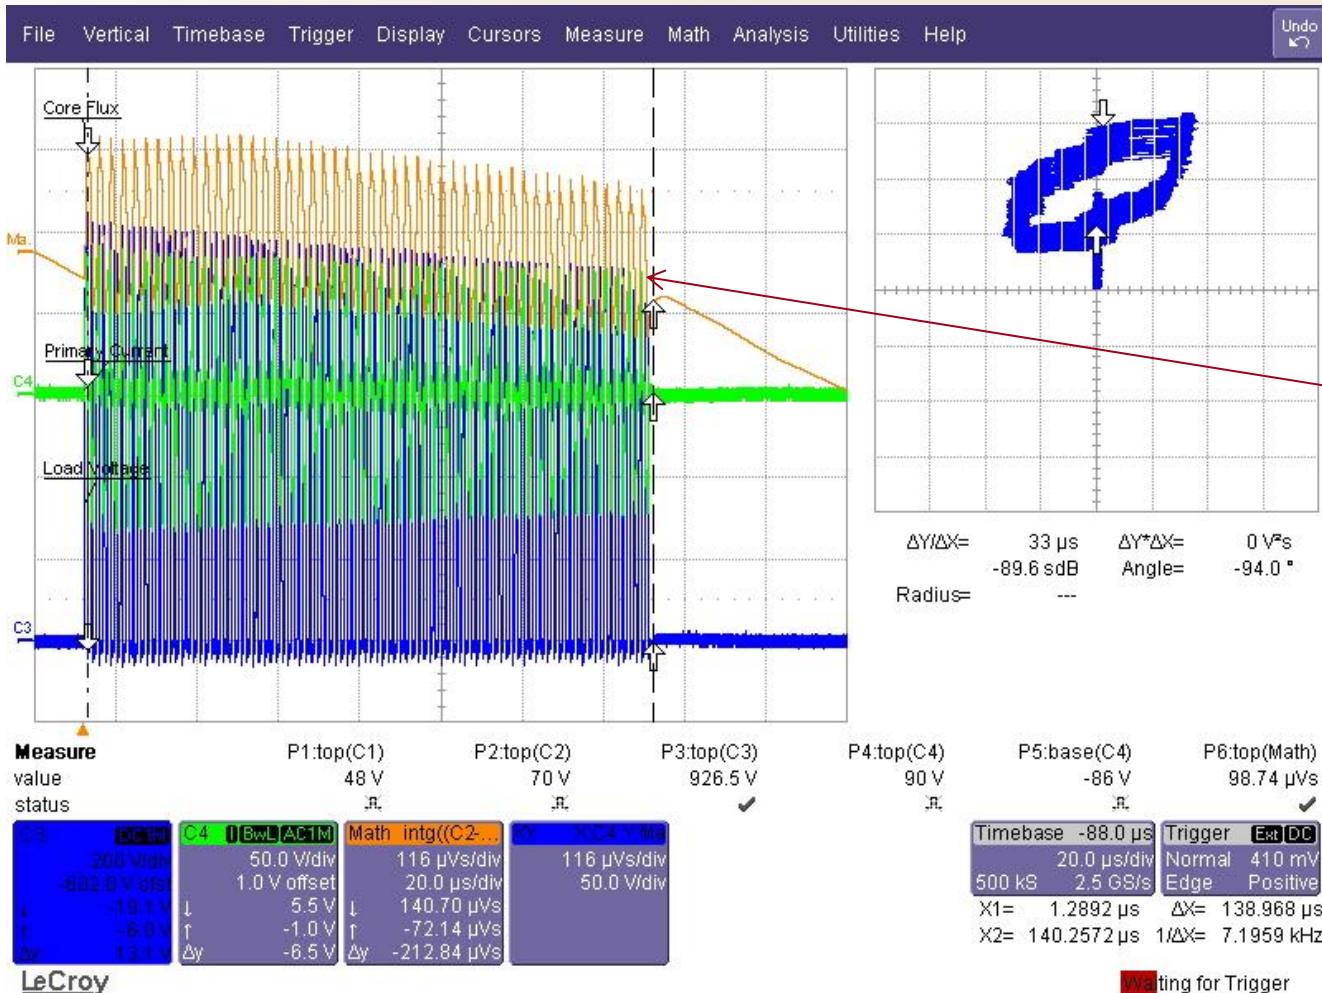 File Vertical Timebase Trigger Display Cursors Measure Math Analysis Utilities Help Undo
Core Flux
Ma.
Primary Current
C4
Load Voltage
C3
ΔY/ΔX= 33 µs ΔY*ΔX= 0 V²s
-89.6 sdB Angle= -94.0 °
Radius= ---
Measure P1:top(C1) P2:top(C2) P3:top(C3) P4:top(C4) P5:base(C4) P6:top(Math)
value 48 V 70 V 926.5 V 90 V -86 V 98.74 µVs
status
C3 DC1M C4 BwL AC1M Math intg((C2-... XY X:C4 Y:Ma Timebase -88.0 µs Trigger Ext DC
200 V/div 50.0 V/div 116 µVs/div 116 µVs/div 20.0 µs/div Normal 410 mV
-602.0 V ofst 1.0 V offset 20.0 µs/div 50.0 V/div 500 kS 2.5 GS/s Edge Positive
↓ -19.1 V ↓ 5.5 V ↓ 140.70 µVs X1= 1.2892 µs ΔX= 138.968 µs
↑ -6.0 V ↑ -1.0 V ↑ -72.14 µVs X2= 140.2572 µs 1/ΔX= 7.1959 kHz
Δy 13.1 V Δy -6.5 V Δy -212.84 µVs
LeCroy Waiting for Trigger